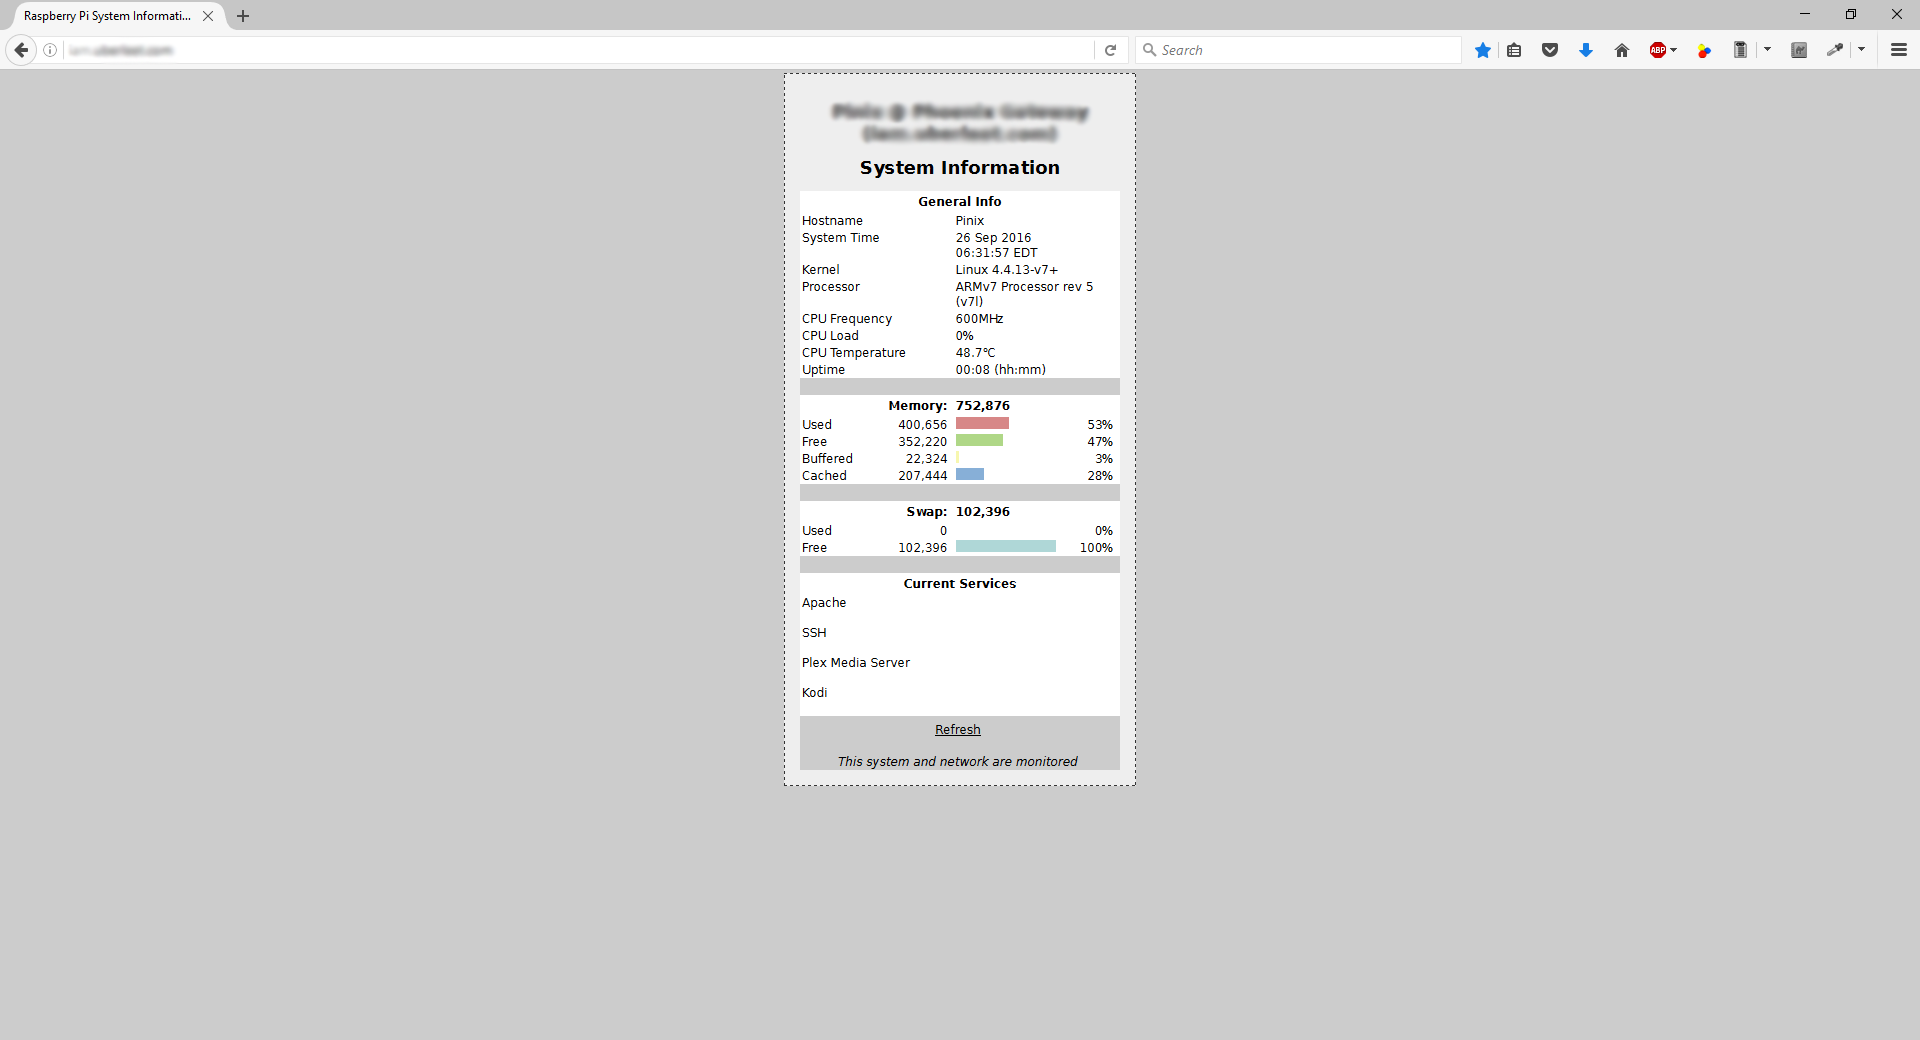 Raspberry Pi System Informati...
Search
ABP
System Information
General Info
Hostname Pinix
System Time 26 Sep 2016
06:31:57 EDT
Kernel Linux 4.4.13-v7+
Processor ARMv7 Processor rev 5
(v7l)
CPU Frequency 600MHz
CPU Load 0%
CPU Temperature 48.7°C
Uptime 00:08 (hh:mm)
Memory: 752,876
Used 400,656 53%
Free 352,220 47%
Buffered 22,324 3%
Cached 207,444 28%
Swap: 102,396
Used 0 0%
Free 102,396 100%
Current Services
Apache
SSH
Plex Media Server
Kodi
Refresh
This system and network are monitored